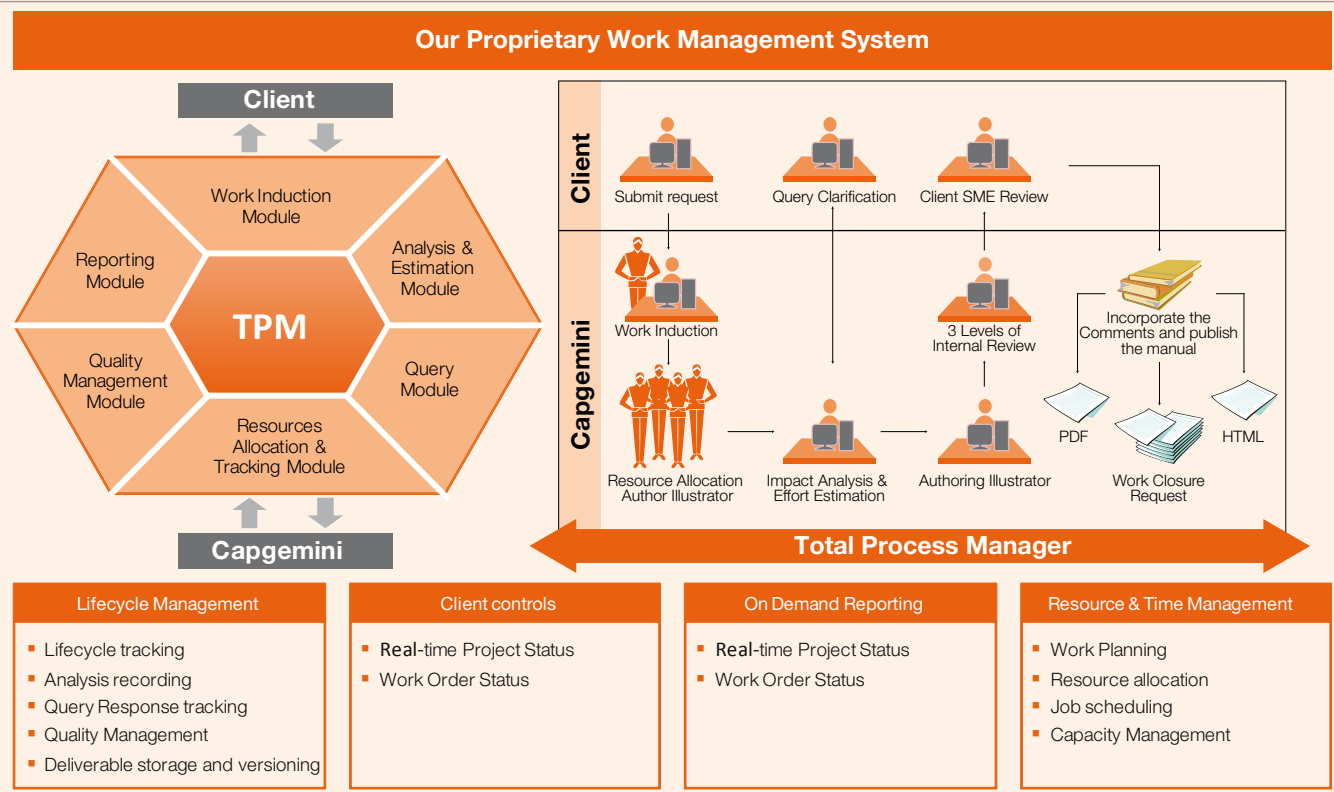 Our Proprietary Work Management System
Client
Work Induction
Module
Analysis &
Estimation
Module
Reporting
Module
TPM
Quality
Management
Module
Query
Module
Resources
Allocation &
Tracking Module
Capgemini
Client
Submit request
Query Clarification
Client SME Review
Capgemini
Work Induction
3 Levels of
Internal Review
Incorporate the
Comments and publish
the manual
PDF
HTML
Resource Allocation
Author Illustrator
Impact Analysis &
Effort Estimation
Authoring Illustrator
Work Closure
Request
Total Process Manager
Lifecycle Management
Lifecycle tracking
Analysis recording
Query Response tracking
Quality Management
Deliverable storage and versioning
Client controls
Real-time Project Status
Work Order Status
On Demand Reporting
Real-time Project Status
Work Order Status
Resource & Time Management
Work Planning
Resource allocation
Job scheduling
Capacity Management